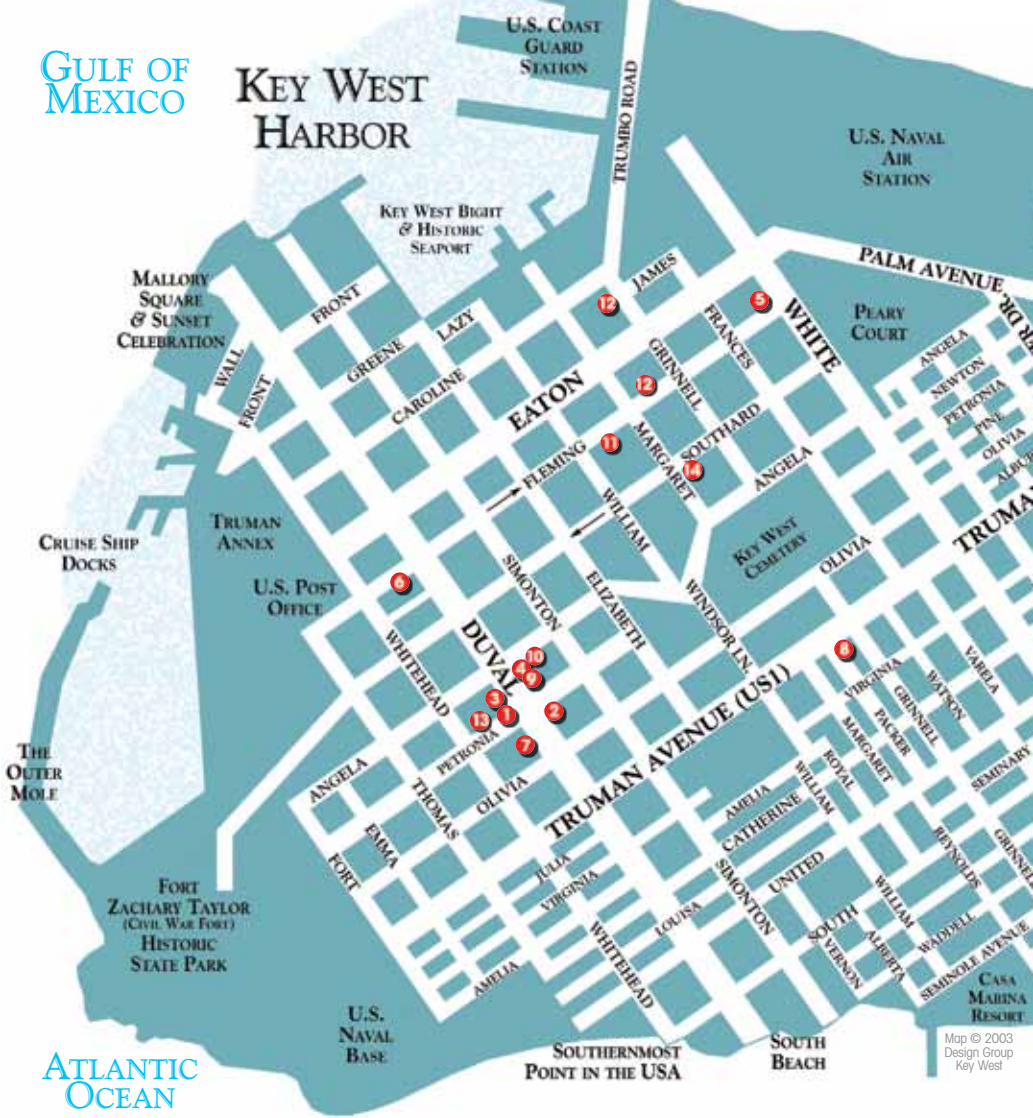 GULF OF
MEXICO
KEY WEST
HARBOR
U.S. COAST
GUARD
STATION
TRUMBO ROAD
U.S. NAVAL
AIR
STATION
KEY WEST BIGHT
& HISTORIC
SEAPORT
MALLORY
SQUARE
& SUNSET
CELEBRATION
PALM AVENUE
ER DR.
PEARY
COURT
JAMES
12
5
FRONT
LAZY
GREENE
CAROLINE
WALL
FRONT
EATON
FRANCES
WHITE
GRINNELL
12
ANGELA
NEWTON
PETRONIA
PINE
OLIVIA
ALBUR
TRUMA
11
FLEMING
MARGARET
SOUTHARD
14
ANGELA
WILLIAM
KEY WEST
CEMETERY
OLIVIA
TRUMAN
ANNEX
CRUISE SHIP
DOCKS
U.S. POST
OFFICE
6
SIMONTON
ELIZABETH
WINDSOR LN.
WHITEHEAD
DUVAL
10
4
9
3
1
2
13
7
8
TRUMAN AVENUE (US1)
VIRGINIA
VARELA
WATSON
GRINNELL
PACKER
MARGARET
ROYAL
WILLIAM
SEMINARY
THE
OUTER
MOLE
PETRONIA
ANGELA
THOMAS
OLIVIA
EMMA
FORT
AMELIA
CATHERINE
UNITED
SIMONTON
JULIA
VIRGINIA
LOUISA
WHITEHEAD
AMELIA
REYNOLDS
GRINNE
WILLIAM
SOUTH
VERNON
ALBERTA
WADDELL
SEMINOLE AVENUE
FORT
ZACHARY TAYLOR
(CIVIL WAR FORT)
HISTORIC
STATE PARK
U.S.
NAVAL
BASE
CASA
MARINA
RESORT
SOUTHERNMOST
POINT IN THE USA
SOUTH
BEACH
ATLANTIC
OCEAN
Map © 2003
Design Group
Key West